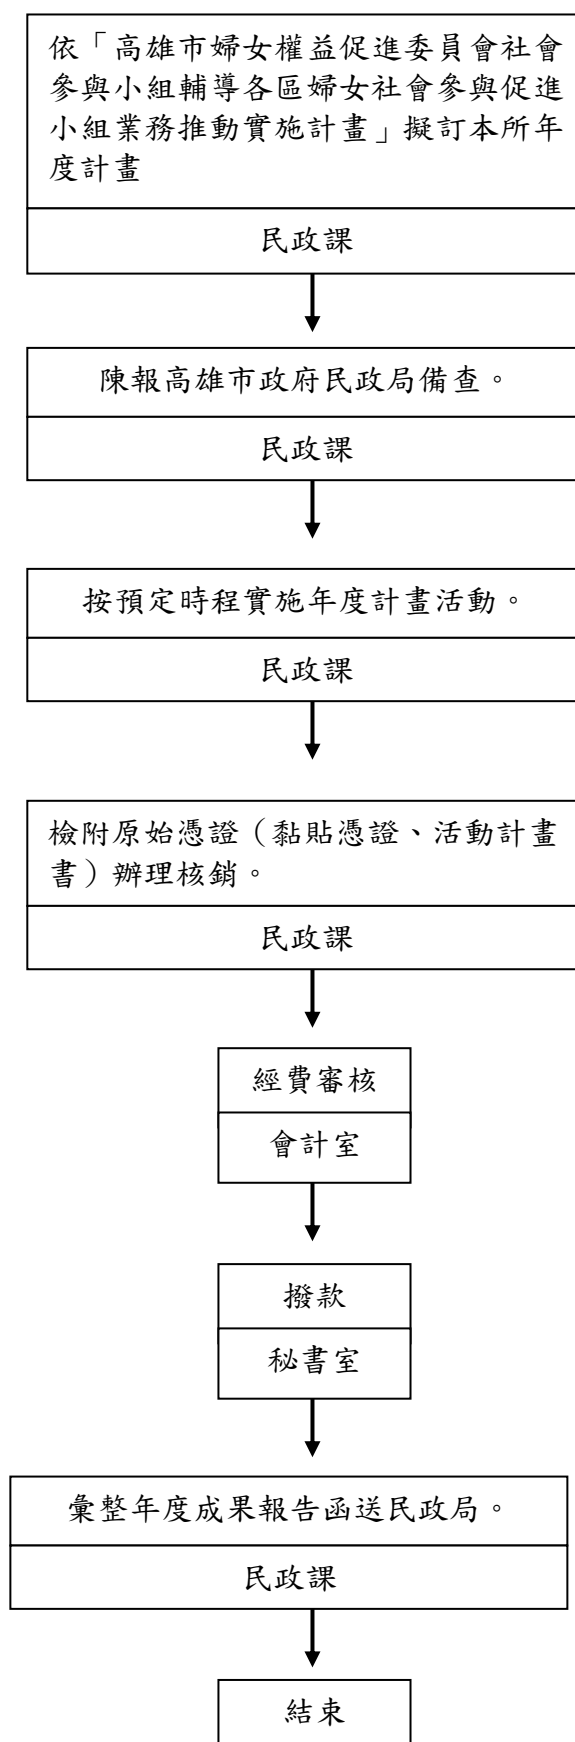 依「高雄市婦女權益促進委員會社會
參與小組輔導各區婦女社會參與促進
小組業務推動實施計畫」擬訂本所年
度計畫
民政課
陳報高雄市政府民政局備查。
民政課
按預定時程實施年度計畫活動。
民政課
檢附原始憑證（黏貼憑證、活動計畫
書）辦理核銷。
民政課
經費審核
會計室
撥款
秘書室
彙整年度成果報告函送民政局。
民政課
結束